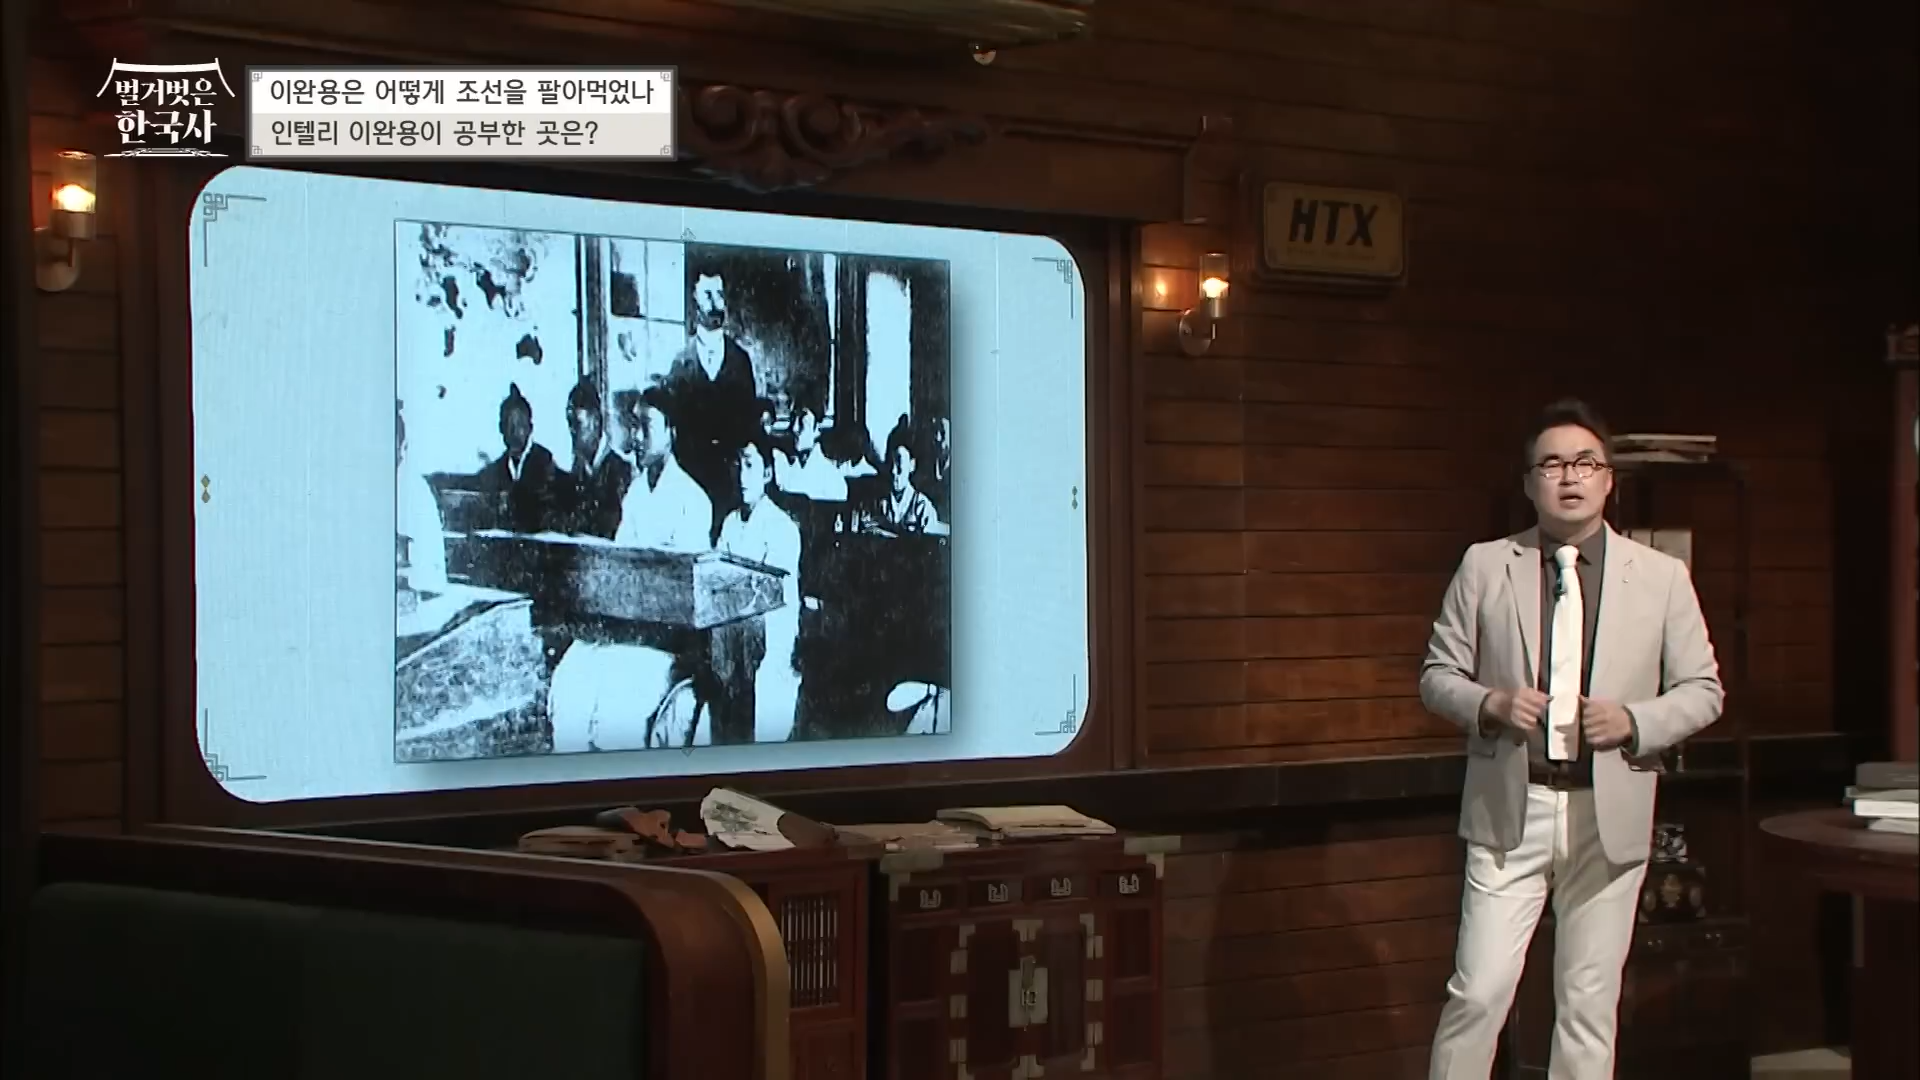 벌거벗은
한국사
이완용은 어떻게 조선을 팔아먹었나
인텔리 이완용이 공부한 곳은?
HTX